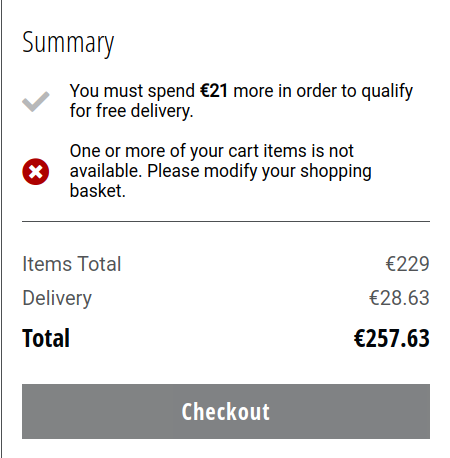 Summary
You must spend €21 more in order to qualify
for free delivery.
One or more of your cart items is not
available. Please modify your shopping
basket.
Items Total €229
Delivery €28.63
Total €257.63
Checkout